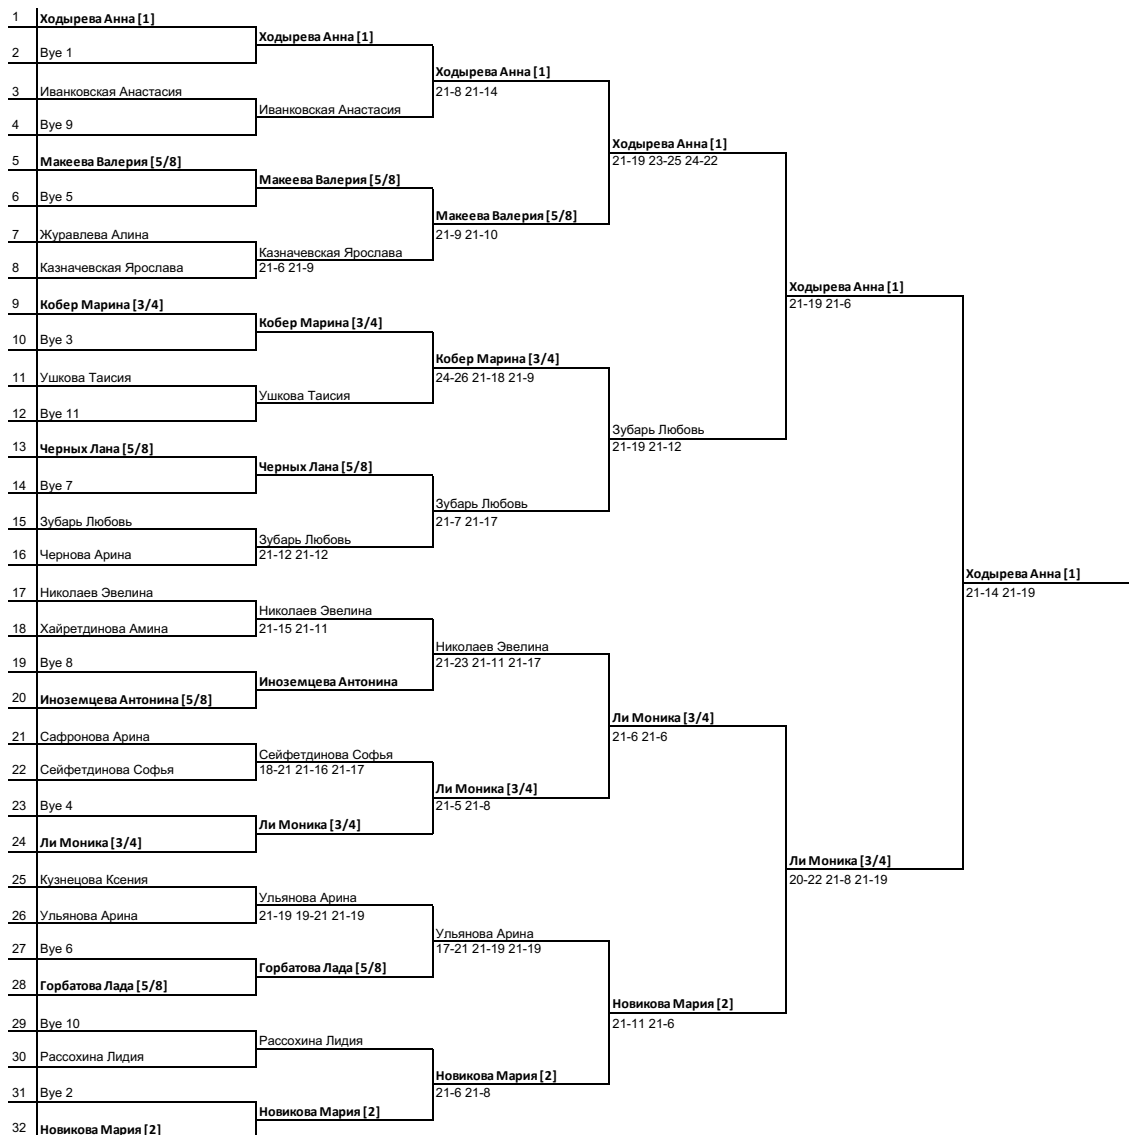 1 Ходырева Анна [1]
Ходырева Анна [1]
2 Bye 1
Ходырева Анна [1]
3 Иванковская Анастасия
21-8 21-14
Иванковская Анастасия
4 Bye 9
Ходырева Анна [1]
5 Макеева Валерия [5/8]
21-19 23-25 24-22
Макеева Валерия [5/8]
6 Bye 5
Макеева Валерия [5/8]
7 Журавлева Алина
21-9 21-10
Казначевская Ярослава
8 Казначевская Ярослава
21-6 21-9
Ходырева Анна [1]
9 Кобер Марина [3/4]
21-19 21-6
Кобер Марина [3/4]
10 Bye 3
Кобер Марина [3/4]
11 Ушкова Таисия
24-26 21-18 21-9
Ушкова Таисия
12 Bye 11
Зубарь Любовь
13 Черных Лана [5/8]
21-19 21-12
Черных Лана [5/8]
14 Bye 7
Зубарь Любовь
15 Зубарь Любовь
21-7 21-17
Зубарь Любовь
16 Чернова Арина
21-12 21-12
Ходырева Анна [1]
17 Николаев Эвелина
21-14 21-19
Николаев Эвелина
18 Хайретдинова Амина
21-15 21-11
Николаев Эвелина
19 Bye 8
21-23 21-11 21-17
Иноземцева Антонина
20 Иноземцева Антонина [5/8]
Ли Моника [3/4]
21 Сафронова Арина
21-6 21-6
Сейфетдинова Софья
22 Сейфетдинова Софья
18-21 21-16 21-17
Ли Моника [3/4]
23 Bye 4
21-5 21-8
Ли Моника [3/4]
24 Ли Моника [3/4]
Ли Моника [3/4]
25 Кузнецова Ксения
20-22 21-8 21-19
Ульянова Арина
26 Ульянова Арина
21-19 19-21 21-19
Ульянова Арина
27 Bye 6
17-21 21-19 21-19
Горбатова Лада [5/8]
28 Горбатова Лада [5/8]
Новикова Мария [2]
29 Bye 10
21-11 21-6
Рассохина Лидия
30 Рассохина Лидия
Новикова Мария [2]
31 Bye 2
21-6 21-8
Новикова Мария [2]
32 Новикова Мария [2]